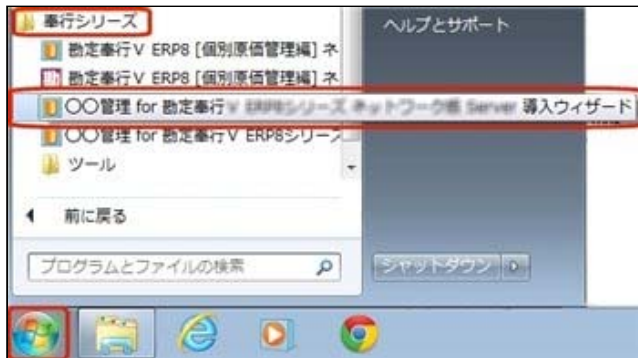 奉行シリーズ
勘定奉行V ERP8 [個別原価管理編] ネ
勘定奉行V ERP8 [個別原価管理編] ネ
〇〇管理 for 勘定奉行 導入ウィザード
〇〇管理 for 勘定奉行V ERP8シリーズ
ツール
前に戻る
プログラムとファイルの検索
ヘルプとサポート
シャットダウン